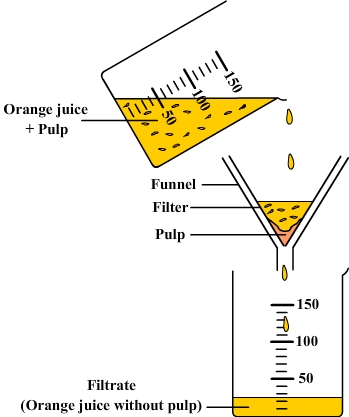 150
100
50
Orange juice
+ Pulp
Funnel
Filter
Pulp
150
100
50
Filtrate
(Orange juice without pulp)